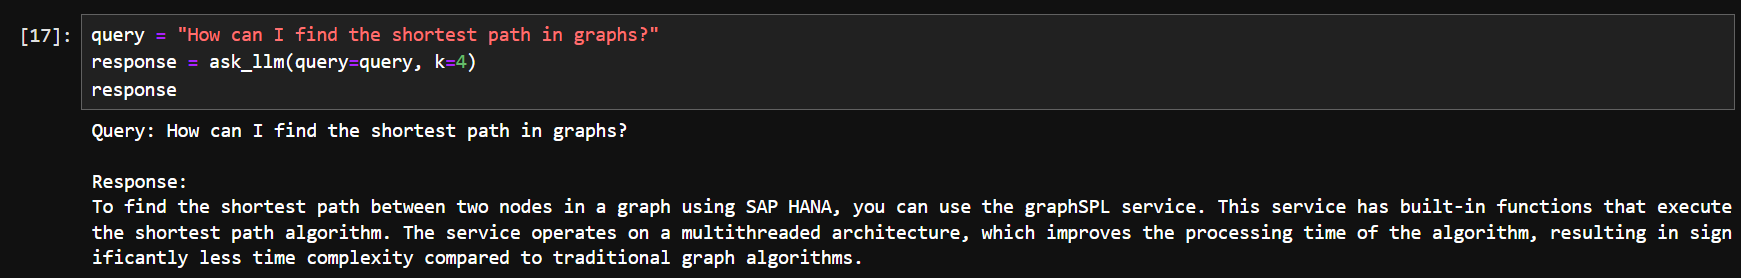 [17]: query = "How can I find the shortest path in graphs?"
response = ask_llm(query=query, k=4)
response
Query: How can I find the shortest path in graphs?
Response:
To find the shortest path between two nodes in a graph using SAP HANA, you can use the graphSPL service. This service has built-in functions that execute
the shortest path algorithm. The service operates on a multithreaded architecture, which improves the processing time of the algorithm, resulting in sign
ificantly less time complexity compared to traditional graph algorithms.